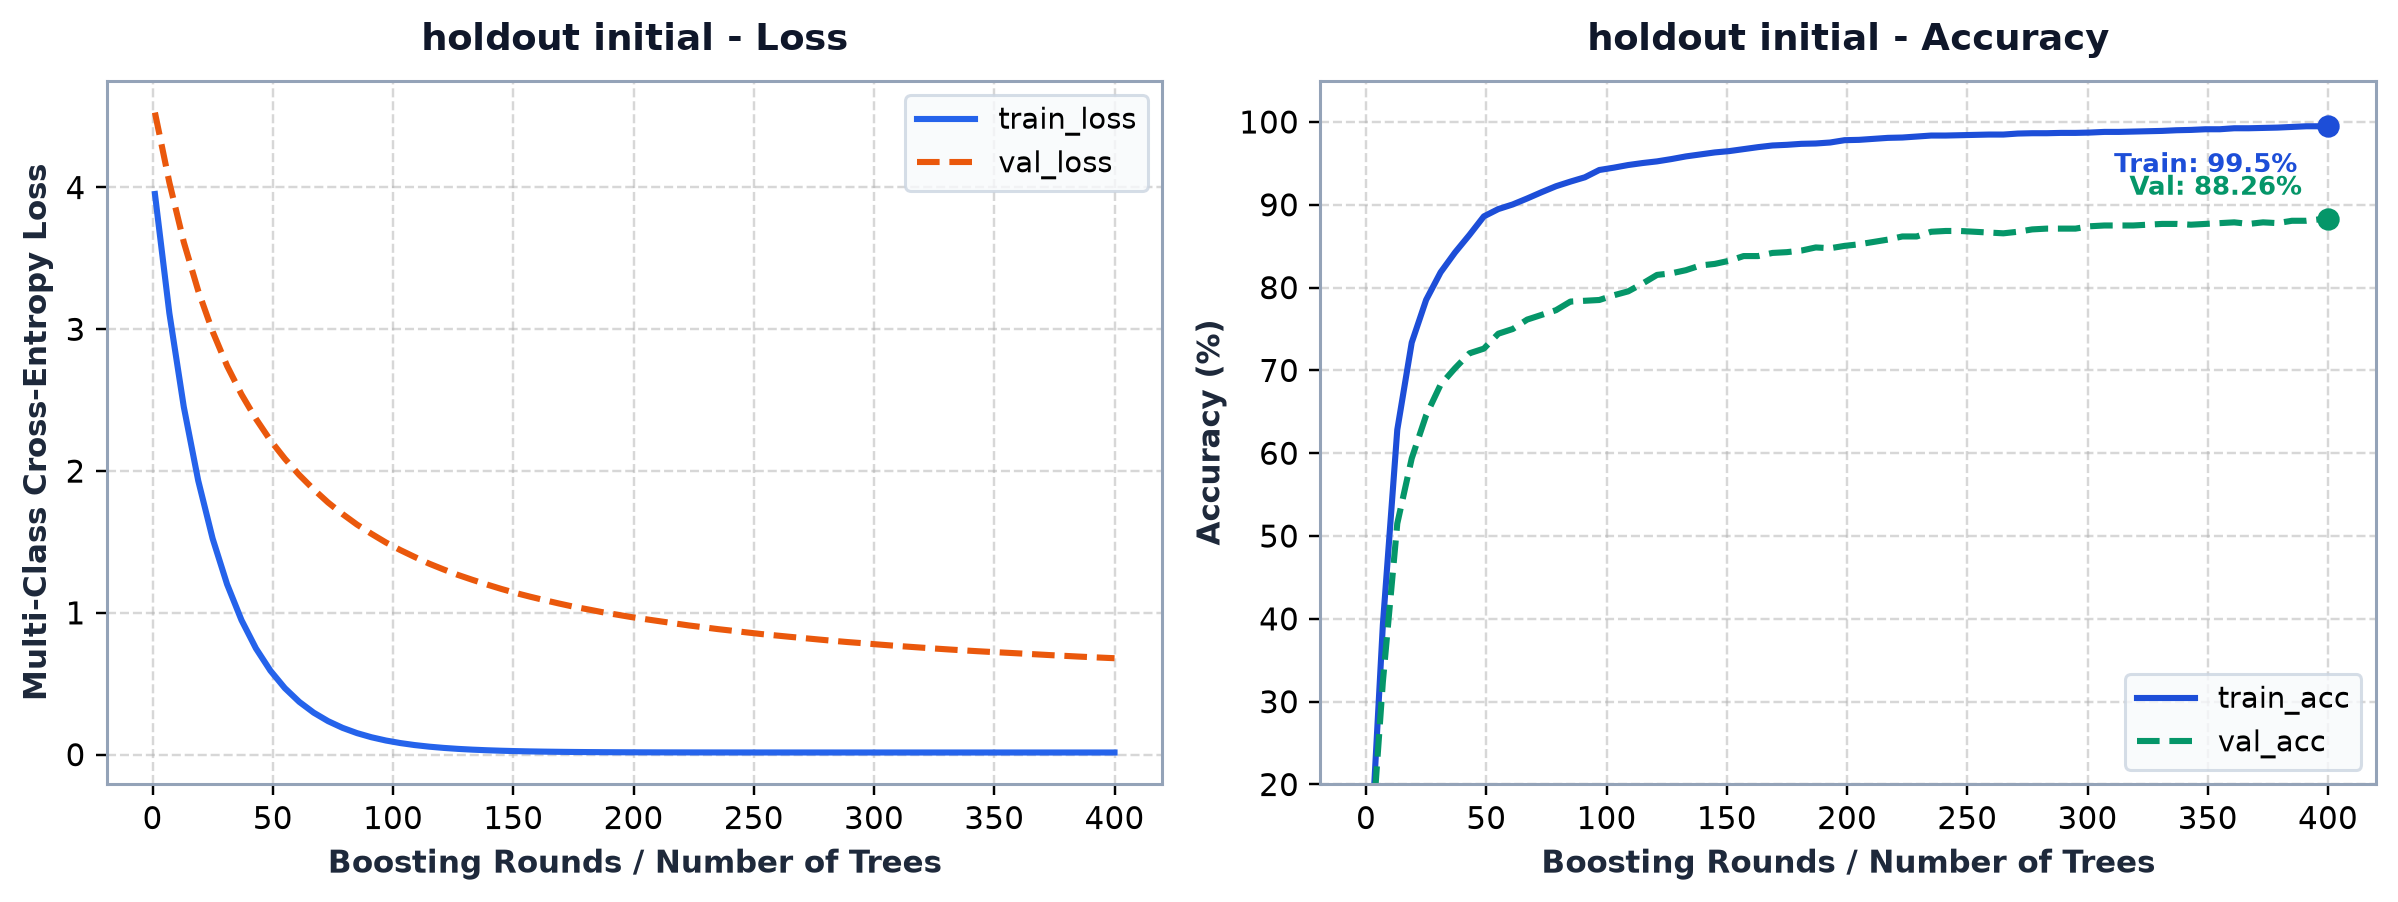 holdout initial - Loss
Multi-Class Cross-Entropy Loss
4
3
2
1
0
train_loss
val_loss
0 50 100 150 200 250 300 350 400
Boosting Rounds / Number of Trees
holdout initial - Accuracy
Accuracy (%)
100
90
80
70
60
50
40
30
20
Train: 99.5%
Val: 88.26%
train_acc
val_acc
0 50 100 150 200 250 300 350 400
Boosting Rounds / Number of Trees